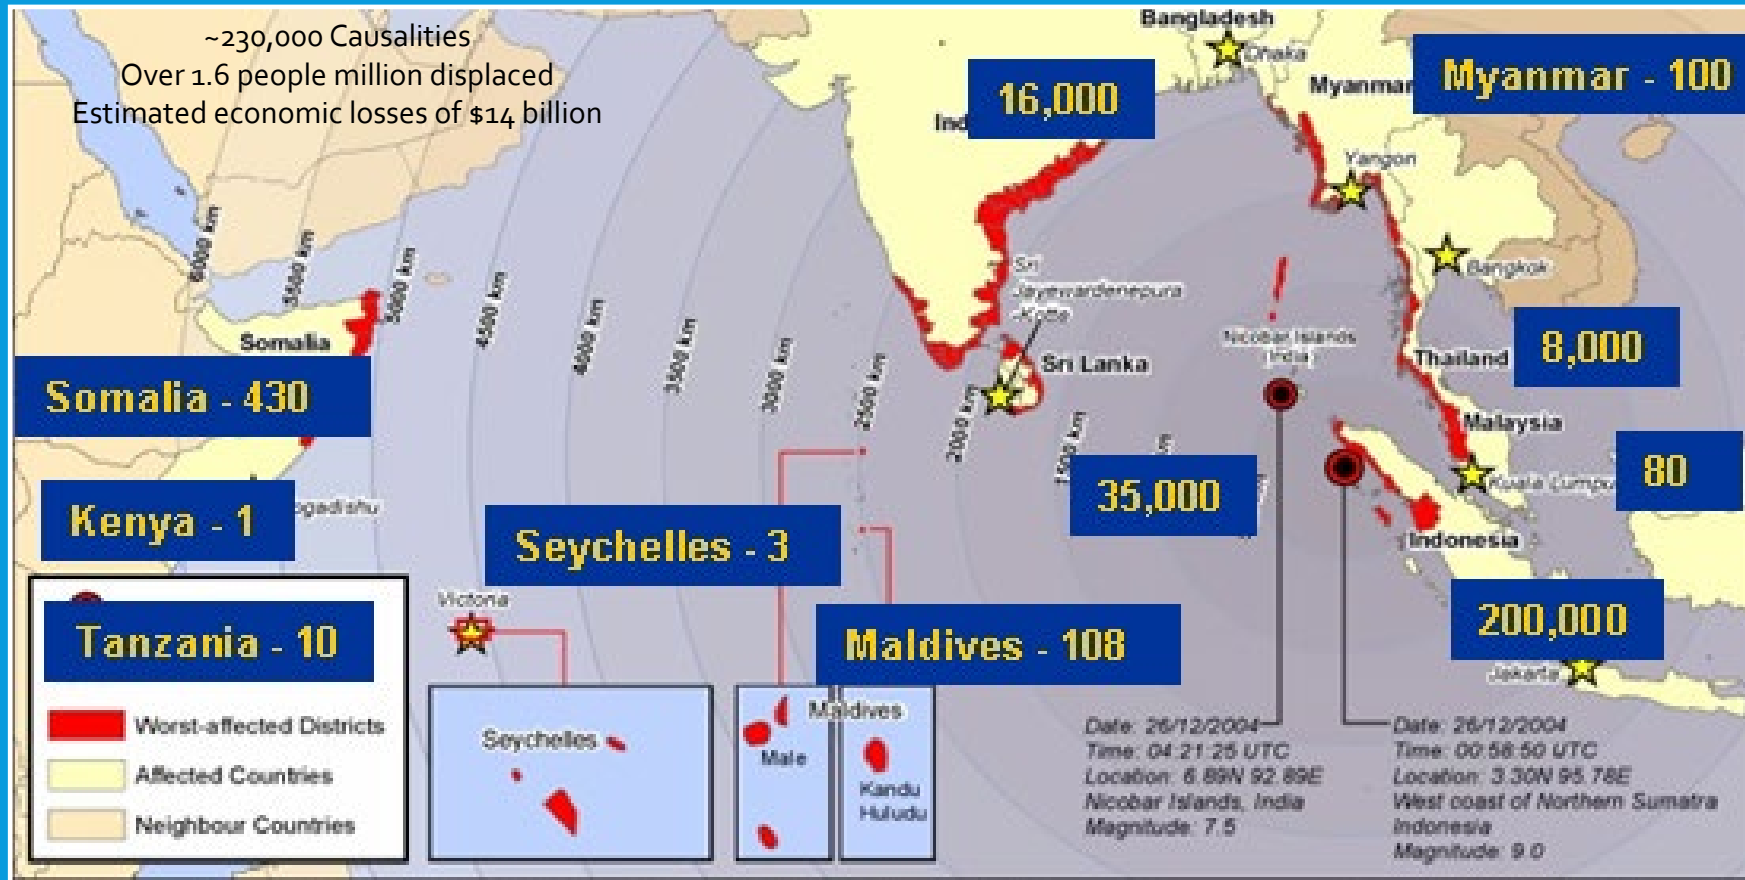 ~230,000 Causalities
Over 1.6 people million displaced
Estimated economic losses of $14 billion
Bangladesh
Dhaka
Myanmar
Myanmar - 100
16,000
Ind
Yangon
Bangkok
6000 km
5500 km
5000 km
4500 km
4000 km
3500 km
3000 km
2500 km
2000 km
1500 km
Sri
Jayewardenepura
-Kotte
Sri Lanka
Nicobar Islands
(India)
Thailand
8,000
Malaysia
Somalia
Somalia - 430
80
Kuala Lumpu
35,000
Kenya - 1
ogadishu
Seychelles - 3
Indonesia
Victoria
Tanzania - 10
Maldives - 108
200,000
Jakarta
Worst-affected Districts
Affected Countries
Neighbour Countries
Seychelles
Maldives
Male
Kandu
Huludu
Date: 26/12/2004
Time: 04:21:25 UTC
Location: 6.89N 92.89E
Nicobar Islands, India
Magnitude: 7.5
Date: 26/12/2004
Time: 00:58:50 UTC
Location: 3.30N 95.78E
West coast of Northern Sumatra
Indonesia
Magnitude: 9.0